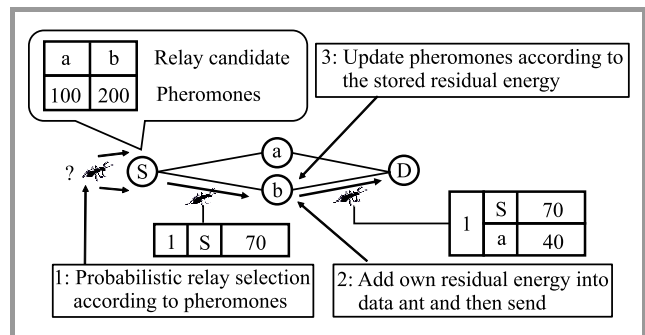 a b Relay candidate
100 200 Pheromones
3: Update pheromones according to
the stored residual energy
? S a b D
1 S 70
1 S 70
a 40
1: Probabilistic relay selection
according to pheromones
2: Add own residual energy into
data ant and then send